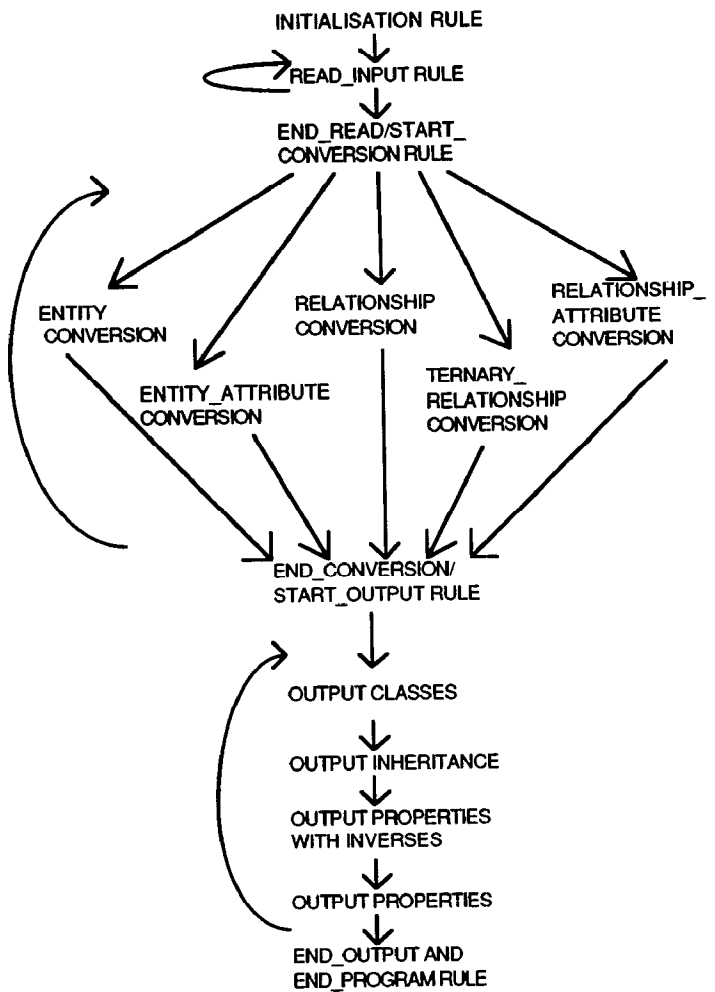 INITIALISATION RULE
READ_INPUT RULE
END_READ/START_
CONVERSION RULE
ENTITY
CONVERSION
ENTITY_ATTRIBUTE
CONVERSION
RELATIONSHIP
CONVERSION
TERNARY_
RELATIONSHIP
CONVERSION
RELATIONSHIP_
ATTRIBUTE
CONVERSION
END_CONVERSION/
START_OUTPUT RULE
OUTPUT CLASSES
OUTPUT INHERITANCE
OUTPUT PROPERTIES
WITH INVERSES
OUTPUT PROPERTIES
END_OUTPUT AND
END_PROGRAM RULE